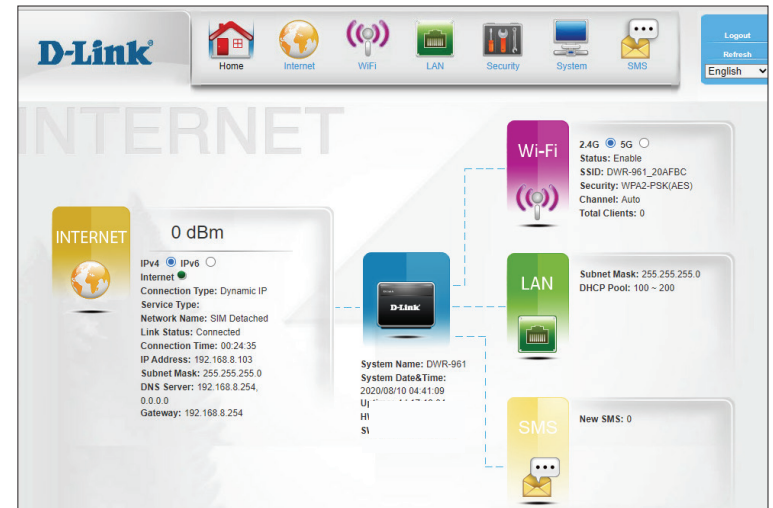 D-Link
Home
Internet
WiFi
LAN
Security
System
SMS
Logout
Refresh
English
INTERNET
INTERNET
0 dBm
IPv4 IPv6
Internet
Connection Type: Dynamic IP
Service Type:
Network Name: SIM Detached
Link Status: Connected
Connection Time: 00:24:35
IP Address: 192.168.8.103
Subnet Mask: 255.255.255.0
DNS Server: 192.168.8.254,
0.0.0.0
Gateway: 192.168.8.254
D-Link
System Name: DWR-961
System Date&Time:
2020/08/10 04:41:09
Wi-Fi
2.4G 5G
Status: Enable
SSID: DWR-961_20AFBC
Security: WPA2-PSK(AES)
Channel: Auto
Total Clients: 0
LAN
Subnet Mask: 255.255.255.0
DHCP Pool: 100 ~ 200
SMS
New SMS: 0